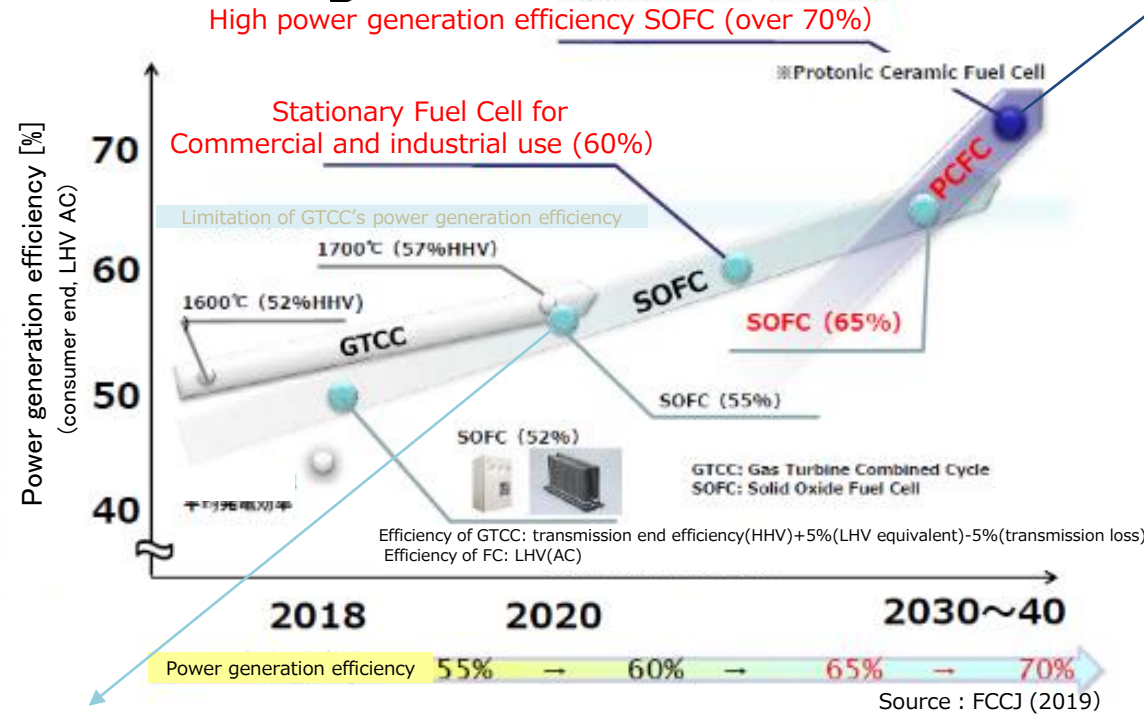 High power generation efficiency SOFC (over 70%)
※Protonic Ceramic Fuel Cell
Stationary Fuel Cell for
Commercial and industrial use (60%)
Power generation efficiency [%]
(consumer end, LHV AC)
70
60
50
40
PCFC
Limitation of GTCC's power generation efficiency
1700℃ (57%HHV)
1600℃ (52%HHV)
GTCC
SOFC
SOFC (65%)
SOFC (55%)
SOFC (52%)
GTCC: Gas Turbine Combined Cycle
SOFC: Solid Oxide Fuel Cell
Efficiency of GTCC: transmission end efficiency(HHV)+5%(LHV equivalent)-5%(transmission loss)
Efficiency of FC: LHV(AC)
2018
2020
2030～40
Power generation efficiency 55% → 60% → 65% → 70%
Source : FCCJ (2019)